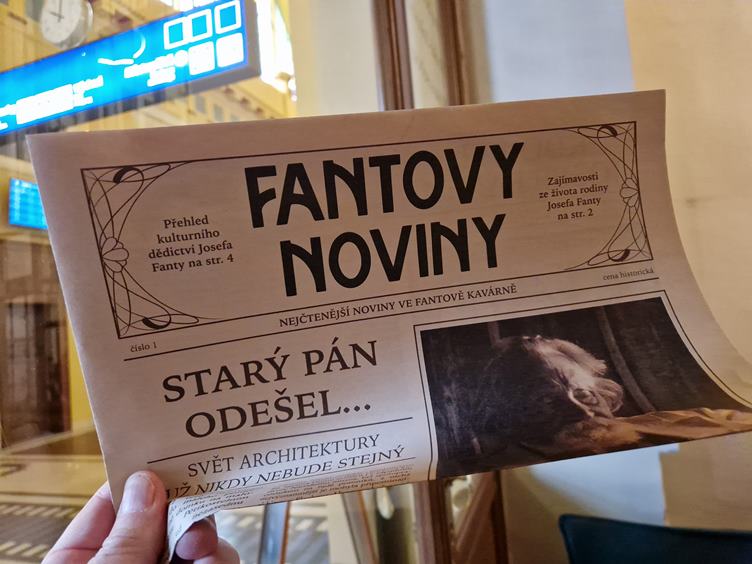 FANTOVY
NOVINY
Přehled
kulturního
dědictví Josefa
Fanty na str. 4
Zajímavosti
ze života rodiny
Josefa Fanty
na str. 2
NEJČTENĚJŠÍ NOVINY VE FANTOVĚ KAVÁRNĚ
cena historická
číslo 1
STARÝ PÁN
ODEŠEL...
SVĚT ARCHITEKTURY
UŽ NIKDY NEBUDE STEJNÝ